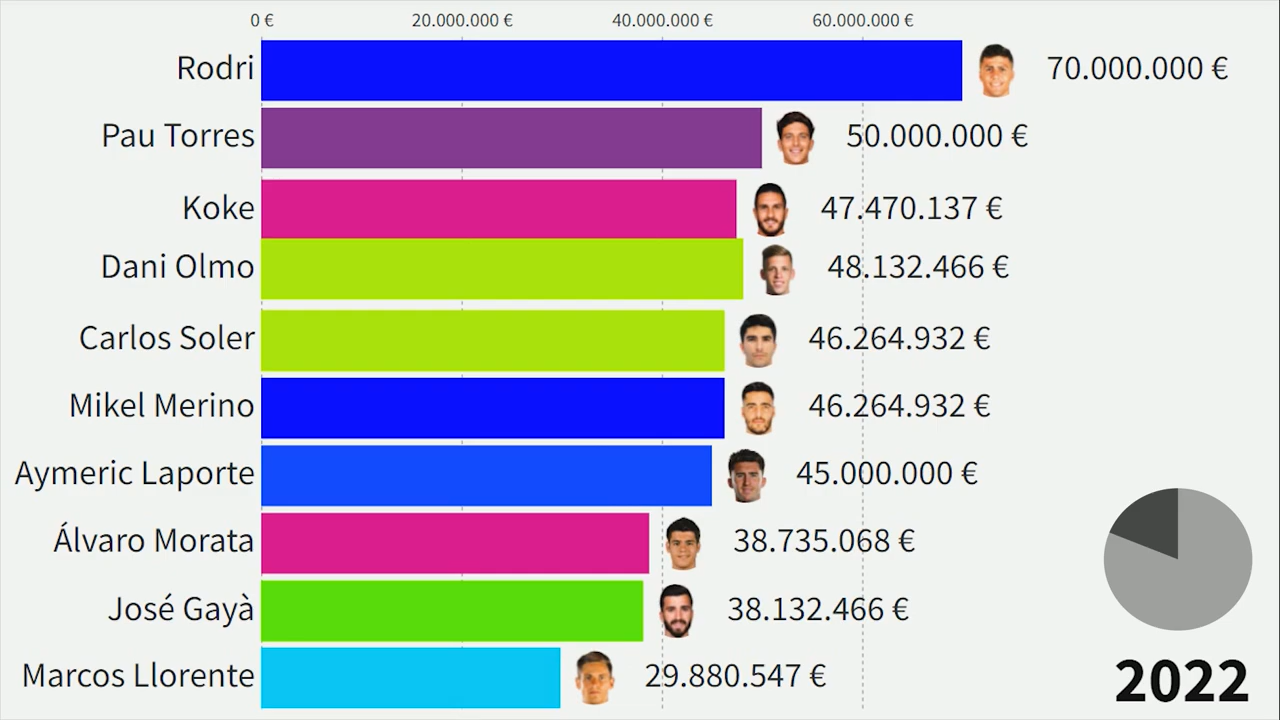 0 € 20.000.000 € 40.000.000 € 60.000.000 €
Rodri 70.000.000 €
Pau Torres 50.000.000 €
Koke 47.470.137 €
Dani Olmo 48.132.466 €
Carlos Soler 46.264.932 €
Mikel Merino 46.264.932 €
Aymeric Laporte 45.000.000 €
Álvaro Morata 38.735.068 €
José Gayà 38.132.466 €
Marcos Llorente 29.880.547 €
2022